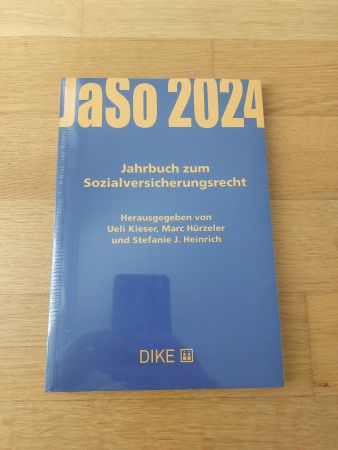 JaSo 2024
Jahrbuch zum
Sozialversicherungsrecht
Herausgegeben von
Ueli Kieser, Marc Hürzeler
und Stefanie J. Heinrich
DIKE